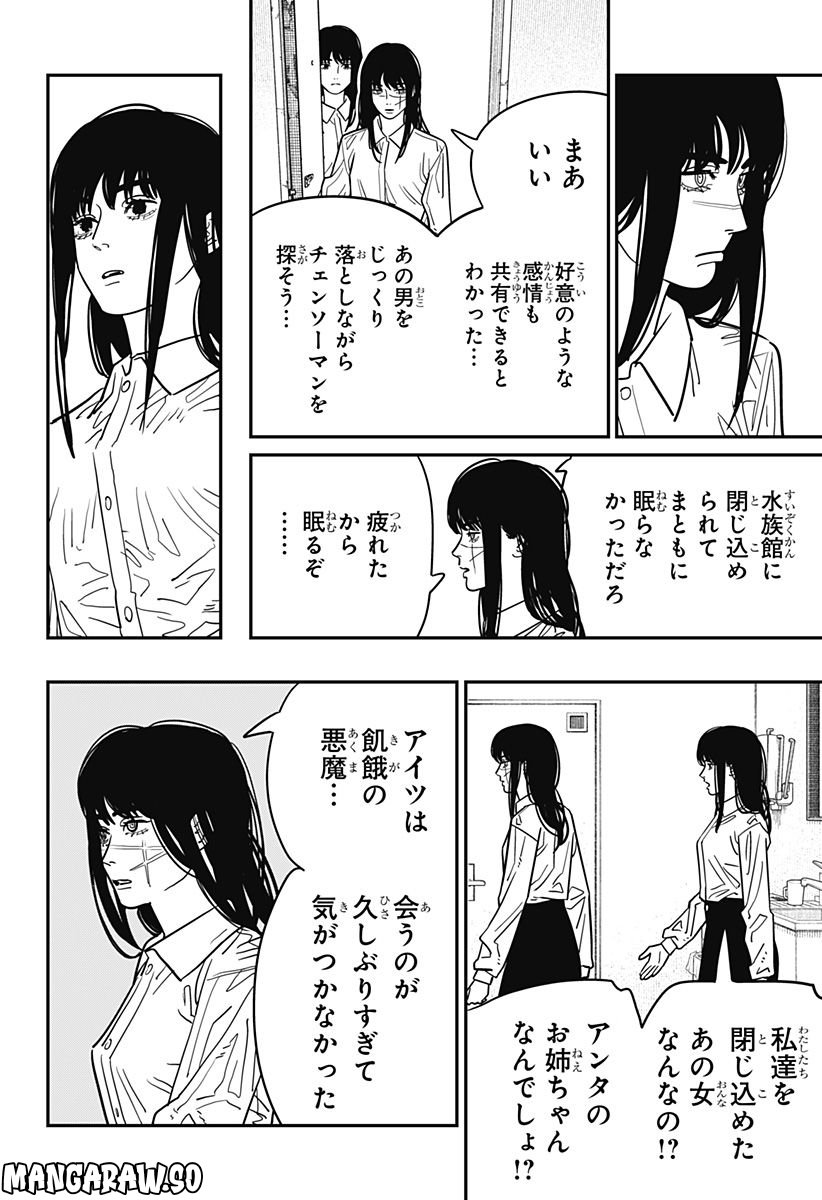 まあ
いい
好意のような
感情も
共有できると
わかった…
あの男を
じっくり
落としながら
チェンソーマンを
探そう…
水族館に
閉じ込め
られて
まともに
眠らな
かっただろ
疲れた
から
眠るぞ
……
私達を
閉じ込めた
あの女
なんなの!?
アンタの
お姉ちゃん
なんでしょ!?
アイツは
飢餓の
悪魔…
会うのが
久しぶりすぎて
気がつかなかった
MANGARAW.SO